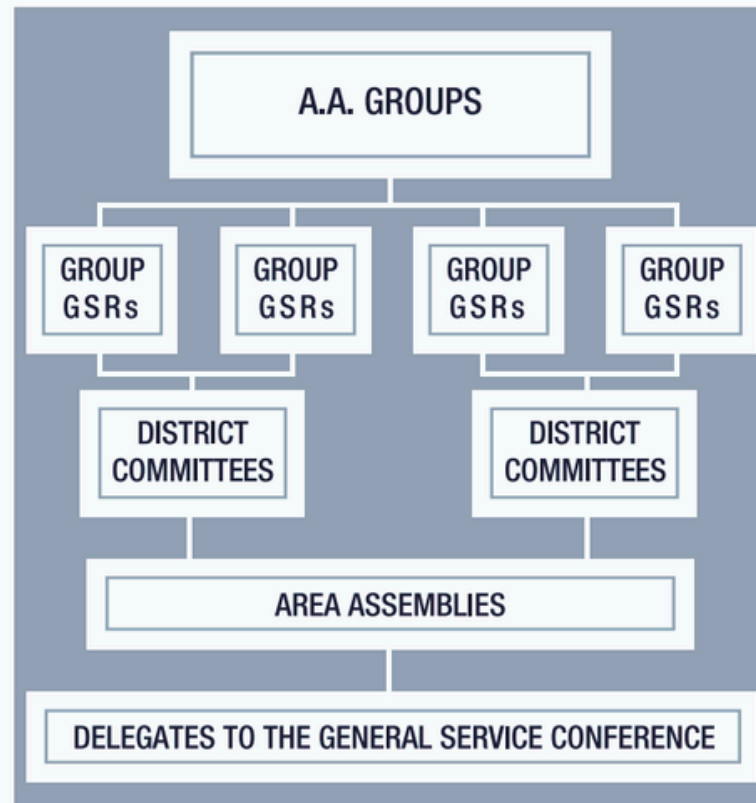 A.A. GROUPS
GROUP
GSRs
GROUP
GSRs
GROUP
GSRs
GROUP
GSRs
DISTRICT
COMMITTEES
DISTRICT
COMMITTEES
AREA ASSEMBLIES
DELEGATES TO THE GENERAL SERVICE CONFERENCE